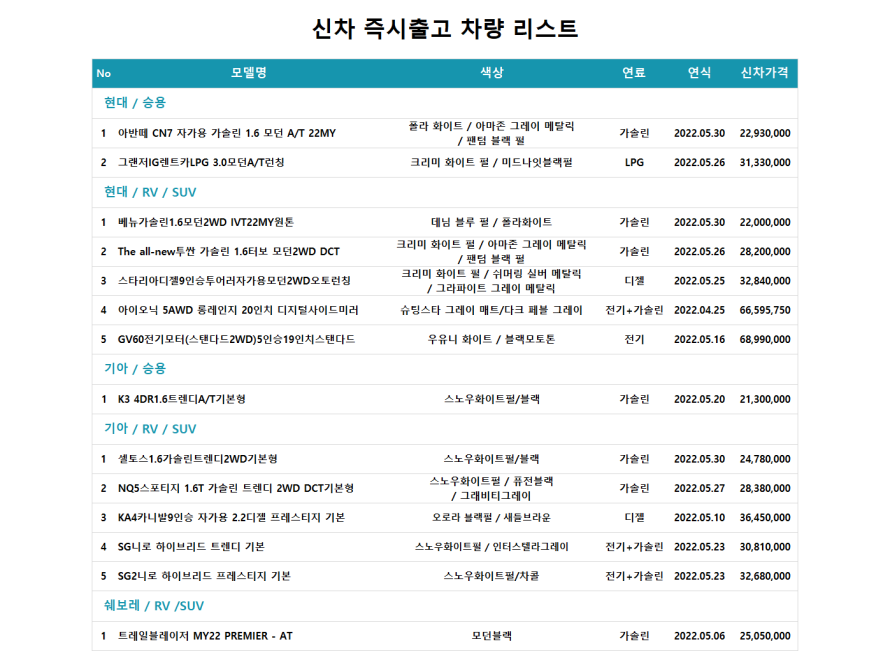 신차 즉시출고 차량 리스트
No 모델명 색상 연료 연식 신차가격
현대 / 승용
1 아반떼 CN7 자가용 가솔린 1.6 모던 A/T 22MY 폴라 화이트 / 아마존 그레이 메탈릭 / 팬텀 블랙 펄 가솔린 2022.05.30 22,930,000
2 그랜저IG렌트카LPG 3.0모던A/T런칭 크리미 화이트 펄 / 미드나잇블랙펄 LPG 2022.05.26 31,330,000
현대 / RV / SUV
1 베뉴가솔린1.6모던2WD IVT22MY원톤 데님 블루 펄 / 폴라화이트 가솔린 2022.05.30 22,000,000
2 The all-new투싼 가솔린 1.6터보 모던2WD DCT 크리미 화이트 펄 / 아마존 그레이 메탈릭 / 팬텀 블랙 펄 가솔린 2022.05.26 28,200,000
3 스타리아디젤9인승투어러자가용모던2WD오토런칭 크리미 화이트 펄 / 쉬머링 실버 메탈릭 / 그라파이트 그레이 메탈릭 디젤 2022.05.25 32,840,000
4 아이오닉 5AWD 롱레인지 20인치 디지털사이드미러 슈팅스타 그레이 매트/다크 페블 그레이 전기+가솔린 2022.04.25 66,595,750
5 GV60전기모터(스탠다드2WD)5인승19인치스탠다드 우유니 화이트 / 블랙모토톤 전기 2022.05.16 68,990,000
기아 / 승용
1 K3 4DR1.6트렌디A/T기본형 스노우화이트펄/블랙 가솔린 2022.05.20 21,300,000
기아 / RV / SUV
1 셀토스1.6가솔린트렌디2WD기본형 스노우화이트펄/블랙 가솔린 2022.05.30 24,780,000
2 NQ5스포티지 1.6T 가솔린 트렌디 2WD DCT기본형 스노우화이트펄 / 퓨전블랙 / 그래비티그레이 가솔린 2022.05.27 28,380,000
3 KA4카니발9인승 자가용 2.2디젤 프레스티지 기본 오로라 블랙펄 / 새들브라운 디젤 2022.05.10 36,450,000
4 SG니로 하이브리드 트렌디 기본 스노우화이트펄 / 인터스텔라그레이 전기+가솔린 2022.05.23 30,810,000
5 SG2니로 하이브리드 프레스티지 기본 스노우화이트펄/차콜 전기+가솔린 2022.05.23 32,680,000
쉐보레 / RV /SUV
1 트레일블레이저 MY22 PREMIER - AT 모던블랙 가솔린 2022.05.06 25,050,000